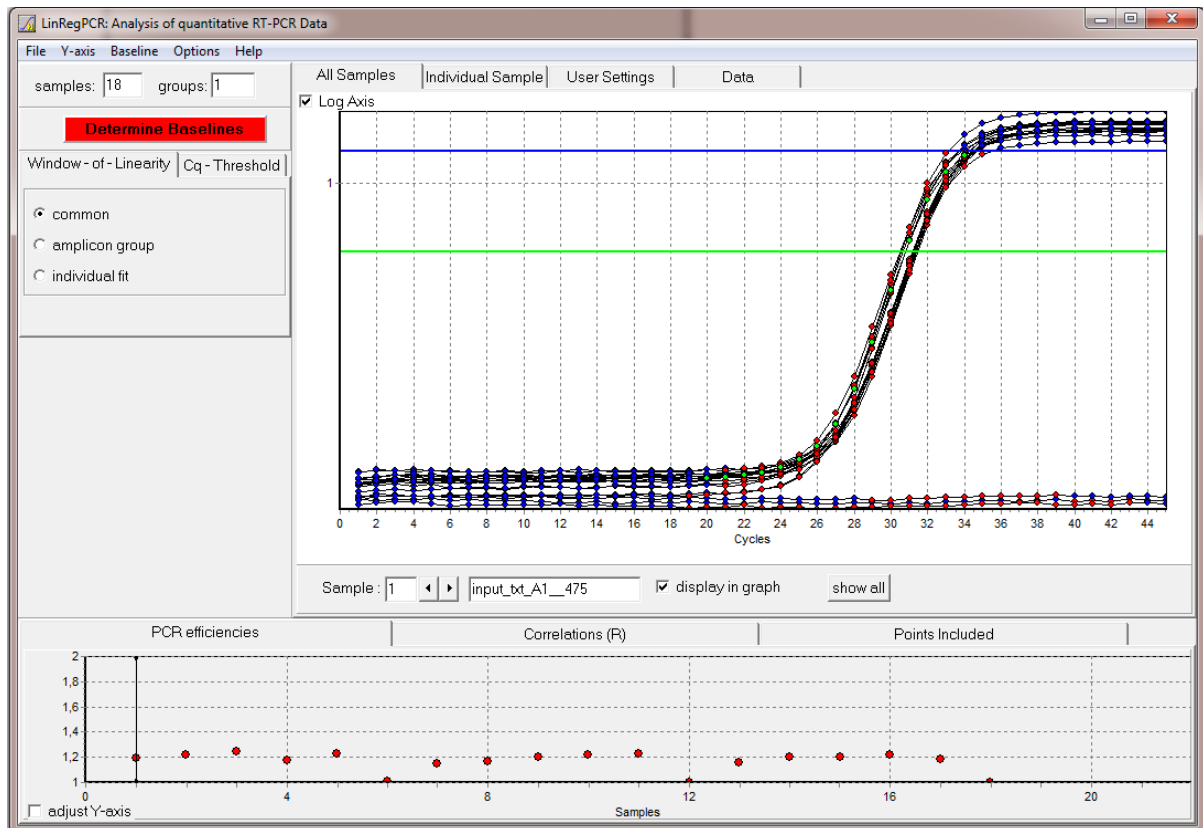 LinRegPCR: Analysis of quantitative RT-PCR Data
File Y-axis Baseline Options Help
samples: 18 groups: 1
Determine Baselines
Window - of - Linearity Cq - Threshold
common
amplicon group
individual fit
All Samples Individual Sample User Settings Data
Log Axis
1
0 2 4 6 8 10 12 14 16 18 20 22 24 26 28 30 32 34 36 38 40 42 44
Cycles
Sample : 1 input_txt_A1__475 display in graph show all
PCR efficiencies Correlations (R) Points Included
2
1,8
1,6
1,4
1,2
1
0 4 8 12 16 20
adjust Y-axis Samples